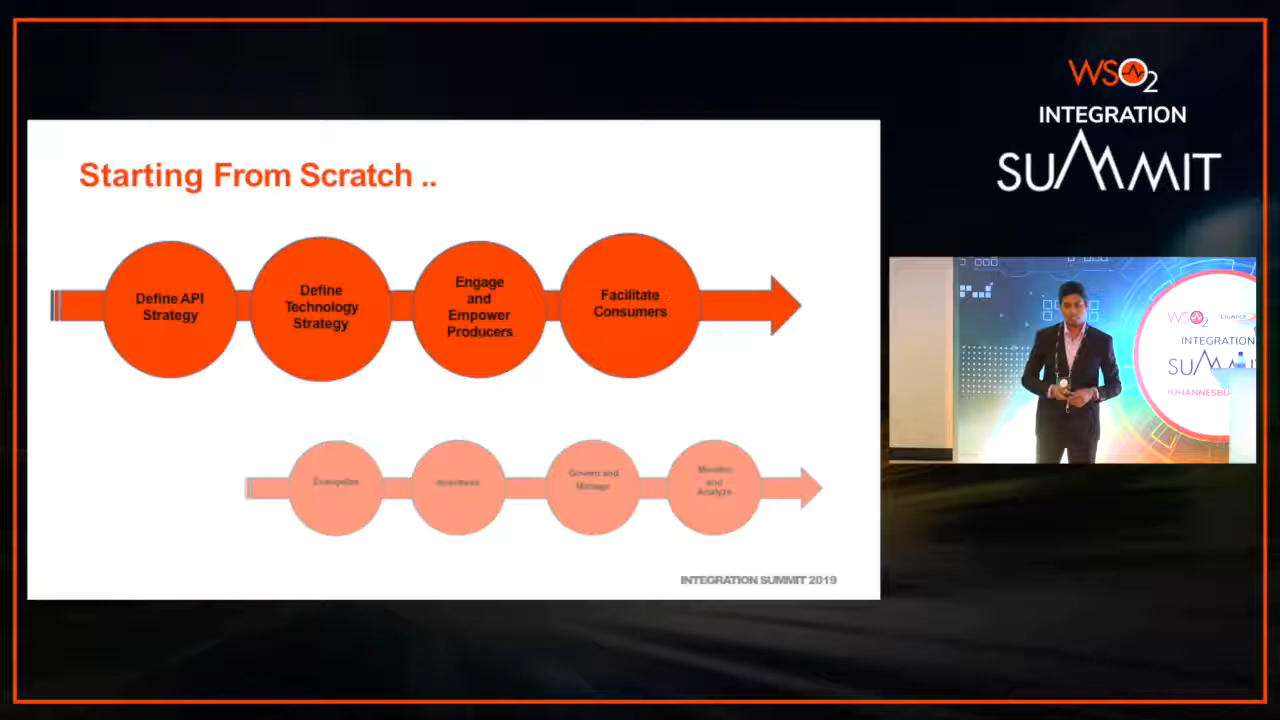 WSO2
INTEGRATION
SUMMIT
Starting From Scratch ..
Define API
Strategy
Define
Technology
Strategy
Engage
and
Empower
Producers
Facilitate
Consumers
Evangelize
Govern and
Manage
Monitor
and
Analyze
INTEGRATION SUMMIT 2019
WSO2
INTEGRATION